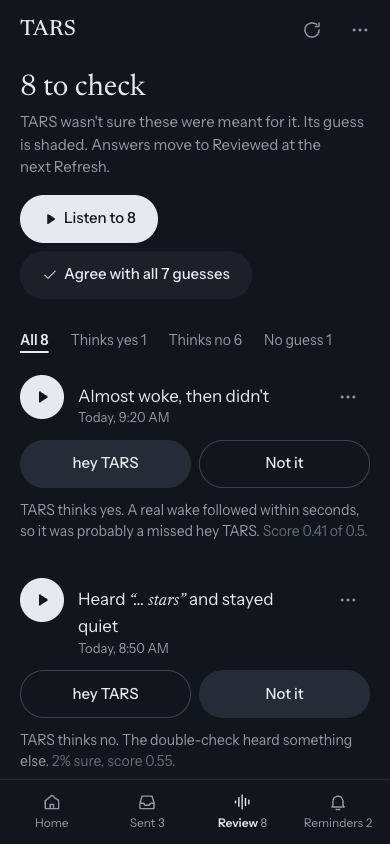 TARS
8 to check
TARS wasn't sure these were meant for it. Its guess
is shaded. Answers move to Reviewed at the
next Refresh.
Listen to 8
Agree with all 7 guesses
All 8 Thinks yes 1 Thinks no 6 No guess 1
Almost woke, then didn't
Today, 9:20 AM
hey TARS Not it
TARS thinks yes. A real wake followed within seconds,
so it was probably a missed hey TARS. Score 0.41 of 0.5.
Heard “... stars” and stayed
quiet
Today, 8:50 AM
hey TARS Not it
TARS thinks no. The double-check heard something
else. 2% sure, score 0.55.
Home Sent 3 Review 8 Reminders 2